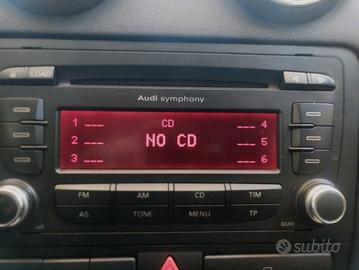 LOAD
Audi symphony
1 --- CD --- 4
2 --- NO CD --- 5
3 --- --- 6
FM AM CD TIM
AS TONE MENU TP
SCAN
subito